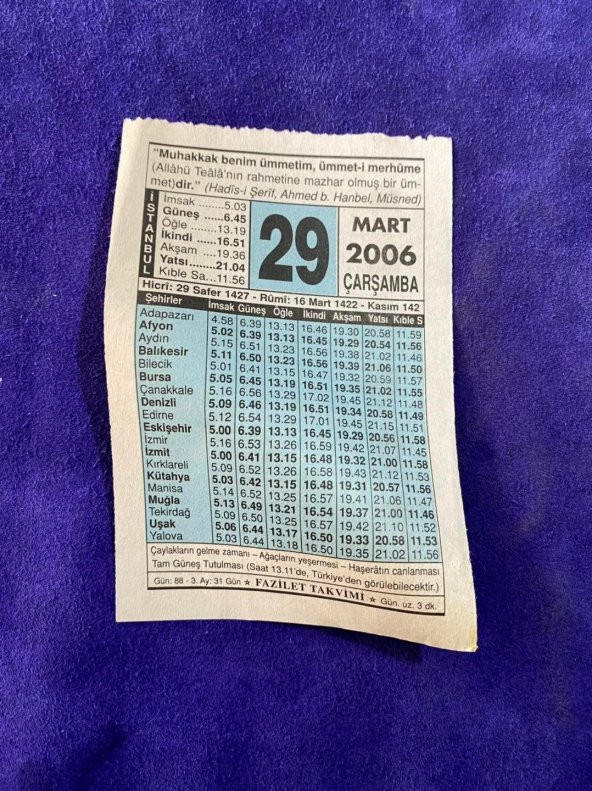 "Muhakkak benim ümmetim, ümmet-i merhûme
(Allâhü Teâlâ'nın rahmetine mazhar olmuş bir üm-
met)dir." (Hadîs-i Şerîf, Ahmed b. Hanbel, Müsned)
İSTANBUL
İmsak ..........5.03
Güneş ......6.45
Öğle .........13.19
İkindi ......16.51
Akşam ...19.36
Yatsı........21.04
Kıble Sa...11.56
29
MART
2006
ÇARŞAMBA
Hicrî: 29 Safer 1427 - Rûmî: 16 Mart 1422 - Kasım 142
Şehirler İmsak Güneş Öğle İkindi Akşam Yatsı Kıble S
Adapazarı 4.58 6.39 13.13 16.46 19.30 20.58 11.59
Afyon 5.02 6.39 13.13 16.45 19.29 20.54 11.56
Aydın 5.15 6.51 13.23 16.56 19.38 21.02 11.46
Balıkesir 5.11 6.50 13.23 16.56 19.39 21.06 11.50
Bilecik 5.01 6.41 13.15 16.47 19.32 20.59 11.57
Bursa 5.05 6.45 13.19 16.51 19.35 21.02 11.55
Çanakkale 5.16 6.56 13.29 17.02 19.45 21.12 11.48
Denizli 5.09 6.46 13.19 16.51 19.34 20.58 11.49
Edirne 5.12 6.54 13.29 17.01 19.45 21.15 11.51
Eskişehir 5.00 6.39 13.13 16.45 19.29 20.56 11.58
İzmir 5.16 6.53 13.26 16.59 19.42 21.07 11.45
İzmit 5.00 6.41 13.15 16.48 19.32 21.00 11.58
Kırklareli 5.09 6.52 13.26 16.58 19.43 21.12 11.53
Kütahya 5.03 6.42 13.15 16.48 19.31 20.57 11.56
Manisa 5.14 6.52 13.25 16.57 19.41 21.06 11.47
Muğla 5.13 6.49 13.21 16.54 19.37 21.00 11.46
Tekirdağ 5.09 6.50 13.25 16.57 19.42 21.10 11.52
Uşak 5.06 6.44 13.17 16.50 19.33 20.58 11.53
Yalova 5.03 6.44 13.18 16.50 19.35 21.02 11.56
Çaylakların gelme zamanı – Ağaçların yeşermesi – Haşerâtın canlanması
Tam Güneş Tutulması (Saat 13.11'de, Türkiye'den görülebilecektir.)
Gün: 88 - 3. Ay: 31 Gün ★ FAZİLET TAKVİMİ ★ Gün. uz. 3 dk.